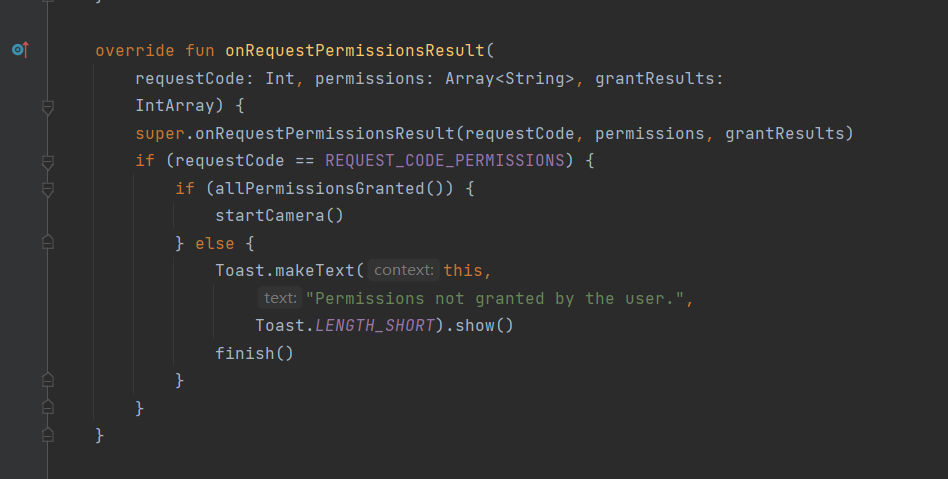 }
override fun onRequestPermissionsResult(
requestCode: Int, permissions: Array<String>, grantResults:
IntArray) {
super.onRequestPermissionsResult(requestCode, permissions, grantResults)
if (requestCode == REQUEST_CODE_PERMISSIONS) {
if (allPermissionsGranted()) {
startCamera()
} else {
Toast.makeText( context: this,
text: "Permissions not granted by the user.",
Toast.LENGTH_SHORT).show()
finish()
}
}
}